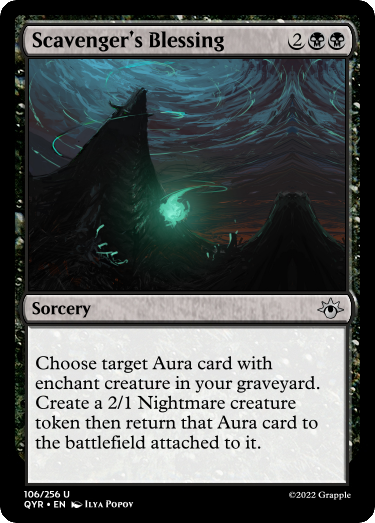 Scavenger's Blessing 2
Sorcery
Choose target Aura card with
enchant creature in your graveyard.
Create a 2/1 Nightmare creature
token then return that Aura card to
the battlefield attached to it.
106/256 U
QYR • EN Ilya Popov
©2022 Grapple